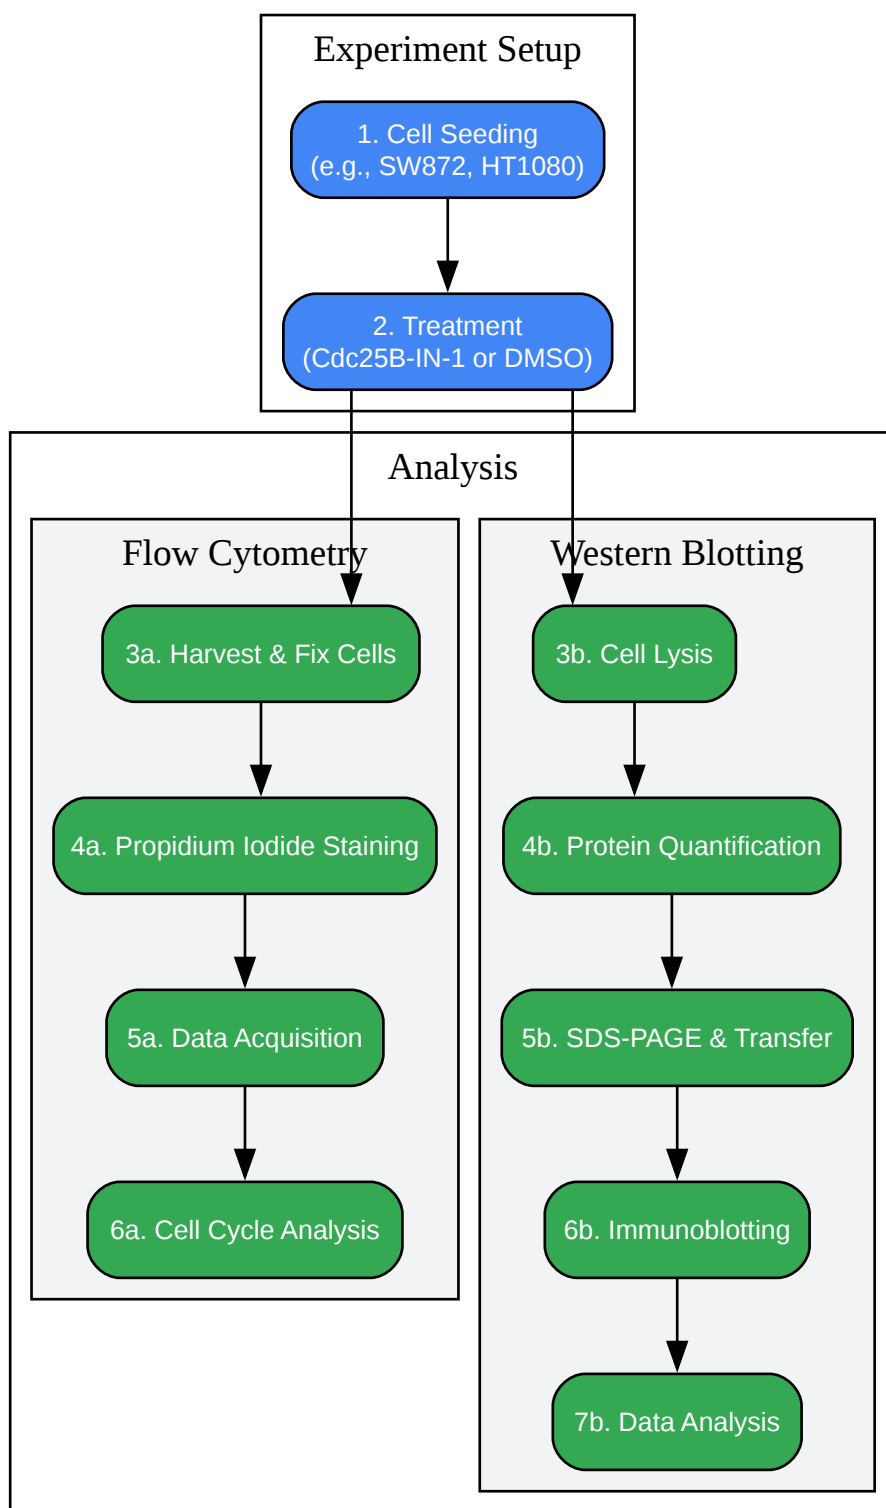 Experiment Setup
1. Cell Seeding
(e.g., SW872, HT1080)
2. Treatment
(Cdc25B-IN-1 or DMSO)
Analysis
Flow Cytometry
3a. Harvest & Fix Cells
4a. Propidium Iodide Staining
5a. Data Acquisition
6a. Cell Cycle Analysis
Western Blotting
3b. Cell Lysis
4b. Protein Quantification
5b. SDS-PAGE & Transfer
6b. Immunoblotting
7b. Data Analysis